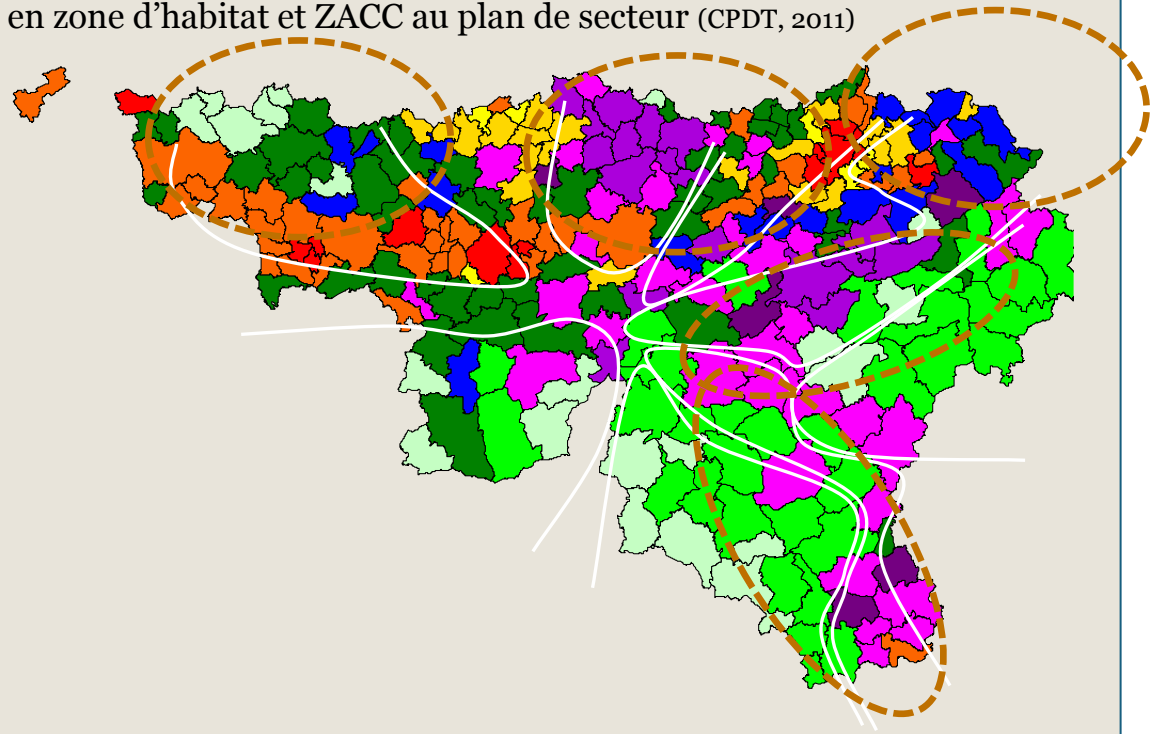 en zone d’habitat et ZACC au plan de secteur (CPDT, 2011)